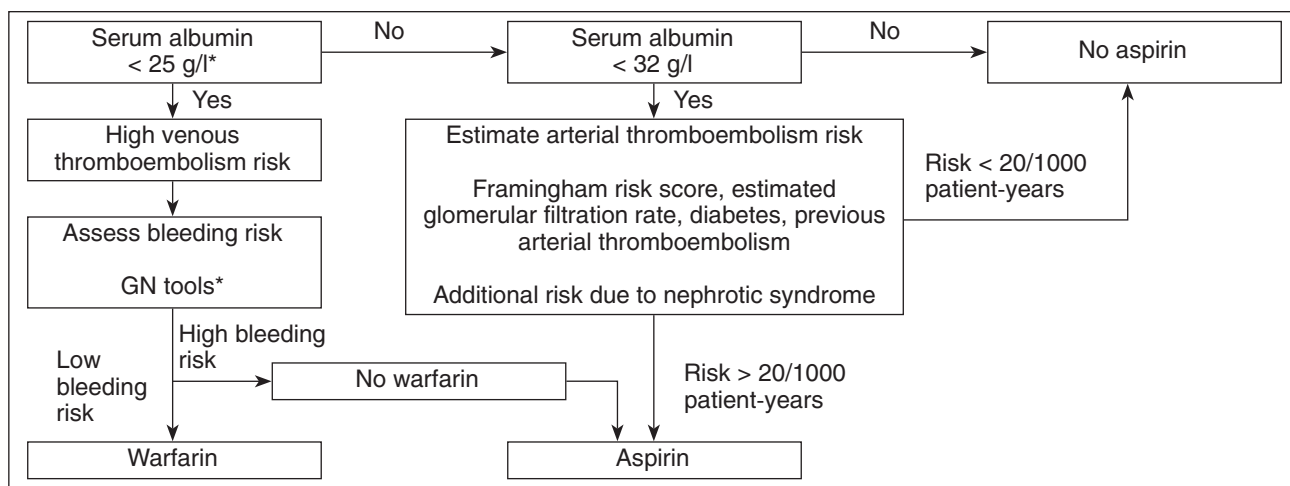 Serum albumin
< 25 g/l*
No
Serum albumin
< 32 g/l
No
No aspirin
Yes
Yes
High venous
thromboembolism risk
Estimate arterial thromboembolism risk
Framingham risk score, estimated
glomerular filtration rate, diabetes, previous
arterial thromboembolism
Additional risk due to nephrotic syndrome
Risk < 20/1000
patient-years
Assess bleeding risk
GN tools*
High bleeding
risk
Low
bleeding
risk
No warfarin
Risk > 20/1000
patient-years
Warfarin
Aspirin